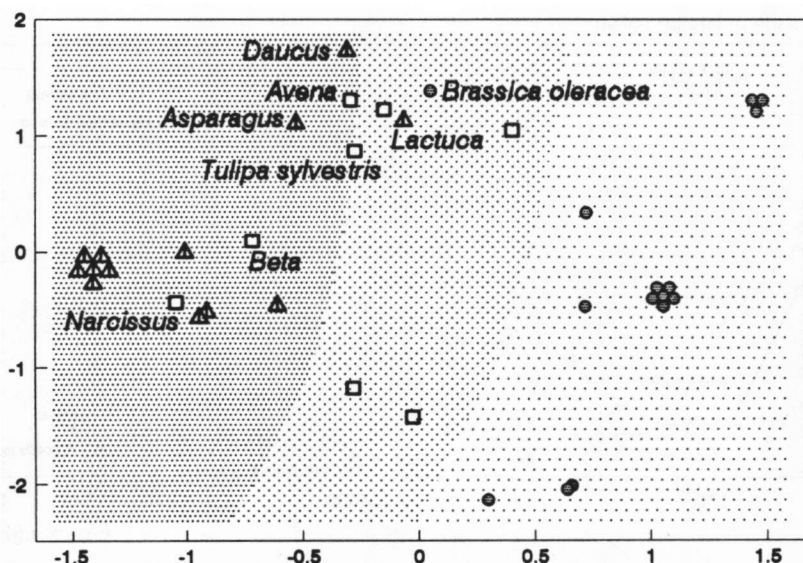 2
Daucus
Avena
Brassica oleracea
Asparagus
1
Lactuca
Tulipa sylvestris
0
Beta
Narcissus
-1
-2
-1.5 -1 -0.5 0 0.5 1 1.5